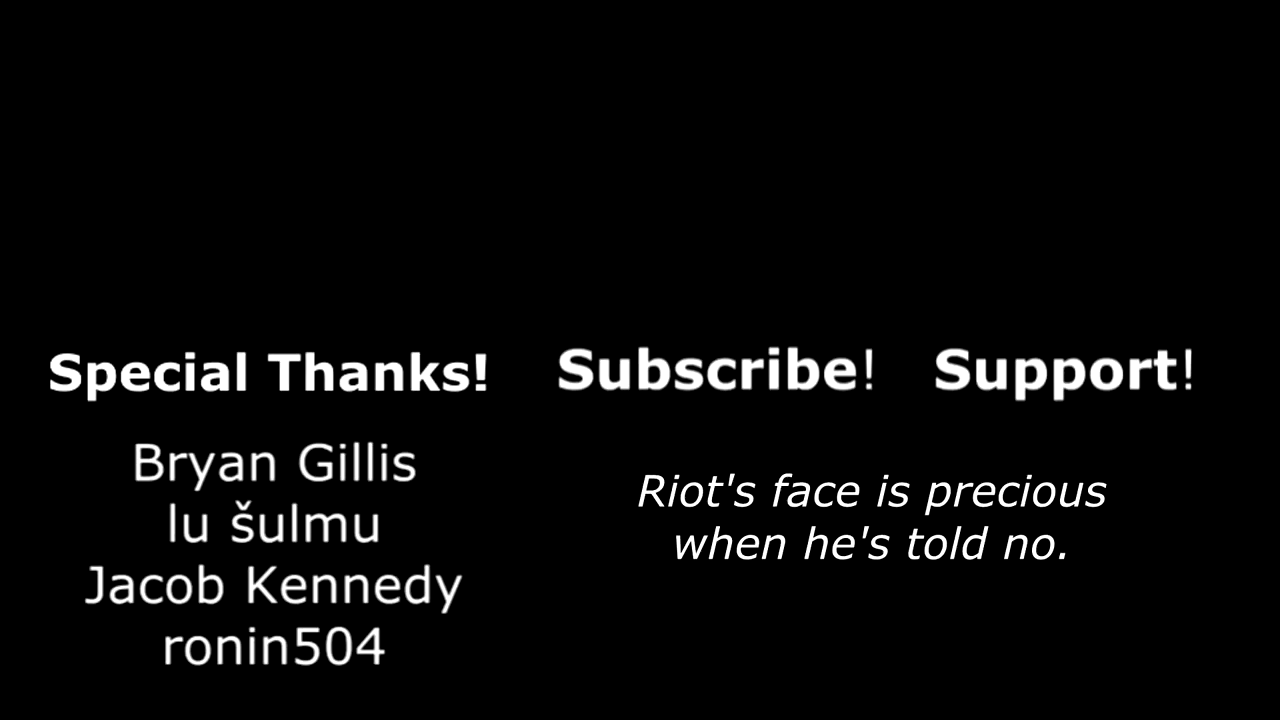 Special Thanks!
Bryan Gillis
lu šulmu
Jacob Kennedy
ronin504
Subscribe!
Support!
Riot's face is precious
when he's told no.